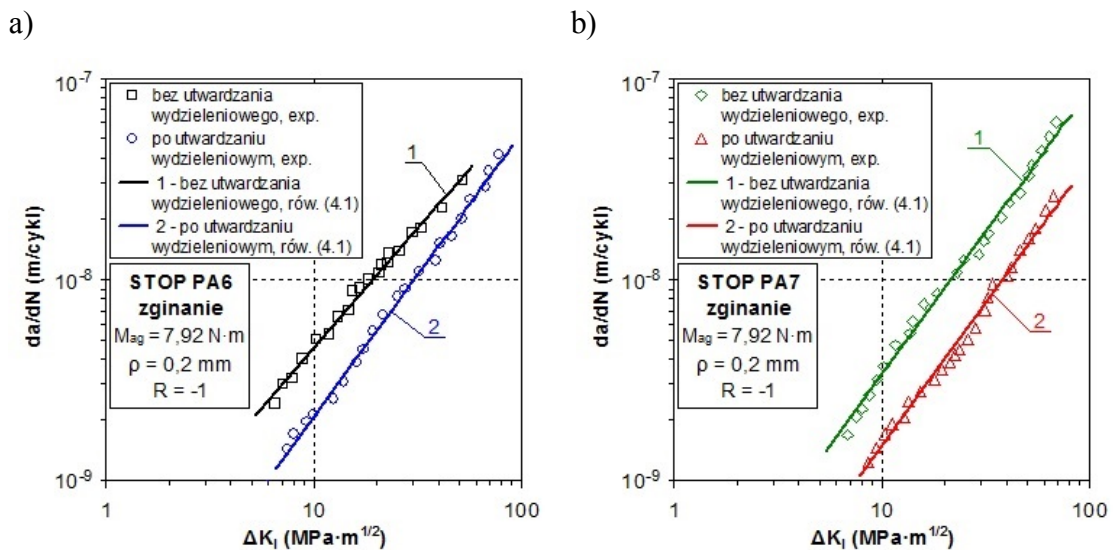 a)
10⁻⁷
bez utwardzania
wydzieleniowego, exp.
po utwardzaniu
wydzieleniowym, exp.
1 - bez utwardzania
wydzieleniowego, rów. (4.1)
2 - po utwardzaniu
wydzieleniowym, rów. (4.1)
1
da/dN (m/cykl)
10⁻⁸
STOP PA6
zginanie
Mag = 7,92 N·m
ρ = 0,2 mm
R = -1
2
10⁻⁹
1
10
100
ΔKI (MPa·m1/2)
b)
10⁻⁷
bez utwardzania
wydzieleniowego, exp.
po utwardzaniu
wydzieleniowym, exp.
1 - bez utwardzania
wydzieleniowego, rów. (4.1)
2 - po utwardzaniu
wydzieleniowym, rów. (4.1)
1
da/dN (m/cykl)
10⁻⁸
STOP PA7
zginanie
Mag = 7,92 N·m
ρ = 0,2 mm
R = -1
2
10⁻⁹
1
10
100
ΔKI (MPa·m1/2)